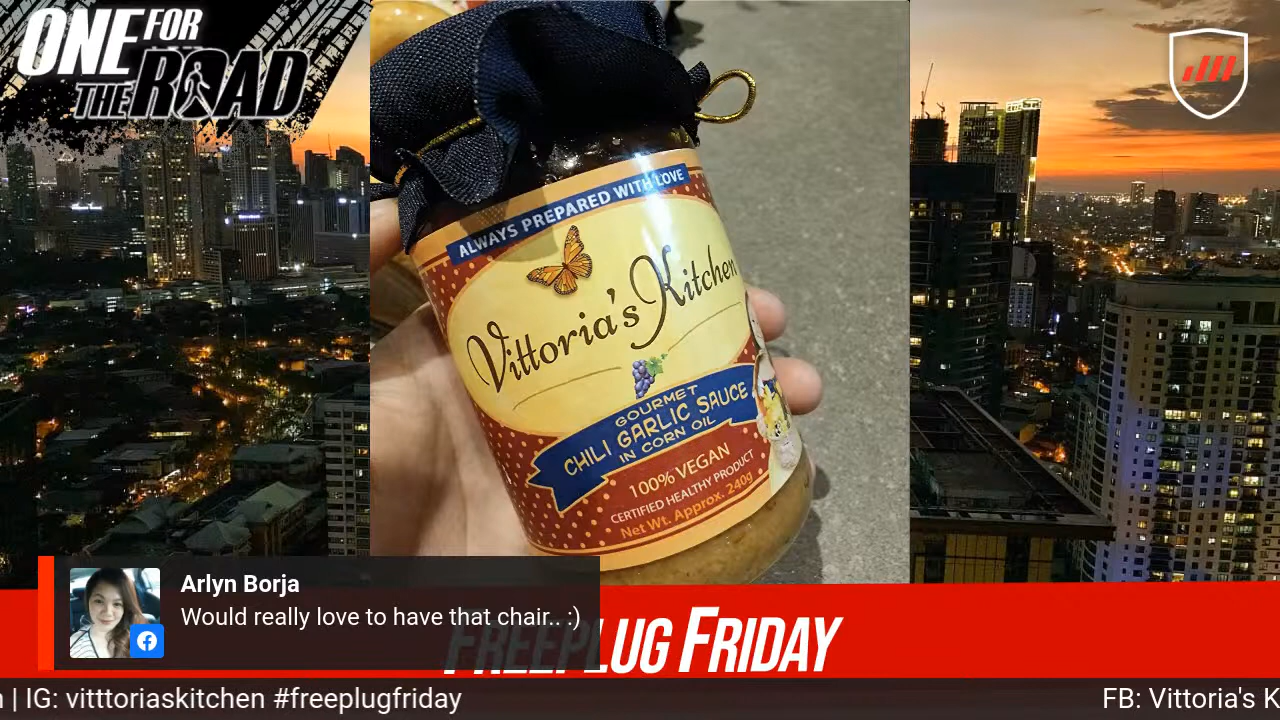 ONE FOR
THE ROAD
ALWAYS PREPARED WITH LOVE
Vittoria's Kitchen
GOURMET
CHILI GARLIC SAUCE
IN CORN OIL
100% VEGAN
CERTIFIED HEALTHY PRODUCT
Net Wt. Approx. 240g
Arlyn Borja
Would really love to have that chair.. :)
FREEPLUG FRIDAY
| IG: vitttoriaskitchen #freeplugfriday
FB: Vittoria's K